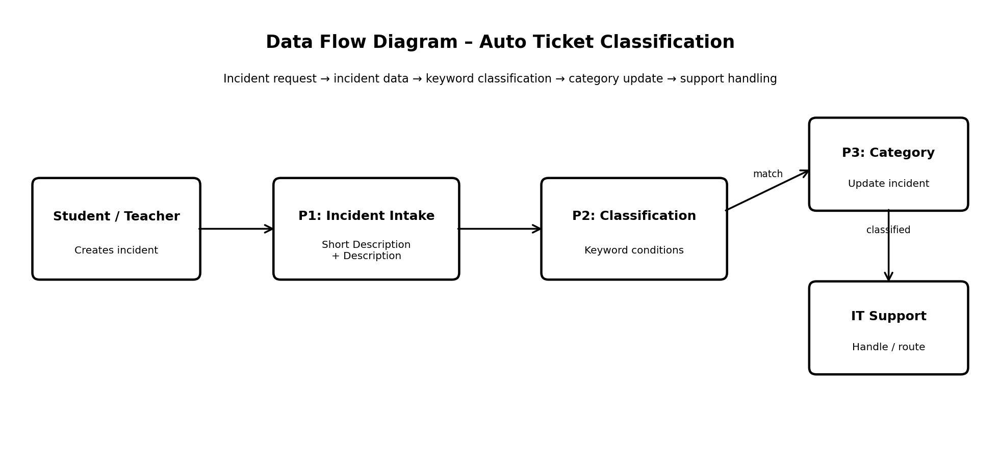 Data Flow Diagram – Auto Ticket Classification
Incident request → incident data → keyword classification → category update → support handling
Student / Teacher
Creates incident
P1: Incident Intake
Short Description
+ Description
P2: Classification
Keyword conditions
match
P3: Category
Update incident
classified
IT Support
Handle / route